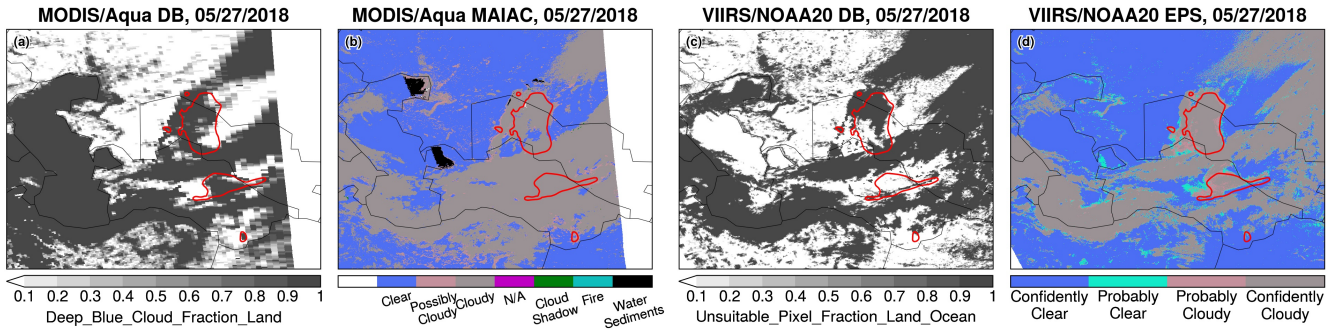 MODIS/Aqua DB, 05/27/2018
(a)
0.1 0.2 0.3 0.4 0.5 0.6 0.7 0.8 0.9 1
Deep_Blue_Cloud_Fraction_Land
MODIS/Aqua MAIAC, 05/27/2018
(b)
Clear
Possibly
Cloudy
Cloudy
N/A
Cloud
Shadow
Fire
Water
Sediments
VIIRS/NOAA20 DB, 05/27/2018
(c)
0.1 0.2 0.3 0.4 0.5 0.6 0.7 0.8 0.9 1
Unsuitable_Pixel_Fraction_Land_Ocean
VIIRS/NOAA20 EPS, 05/27/2018
(d)
Confidently
Clear
Probably
Clear
Probably
Cloudy
Confidently
Cloudy